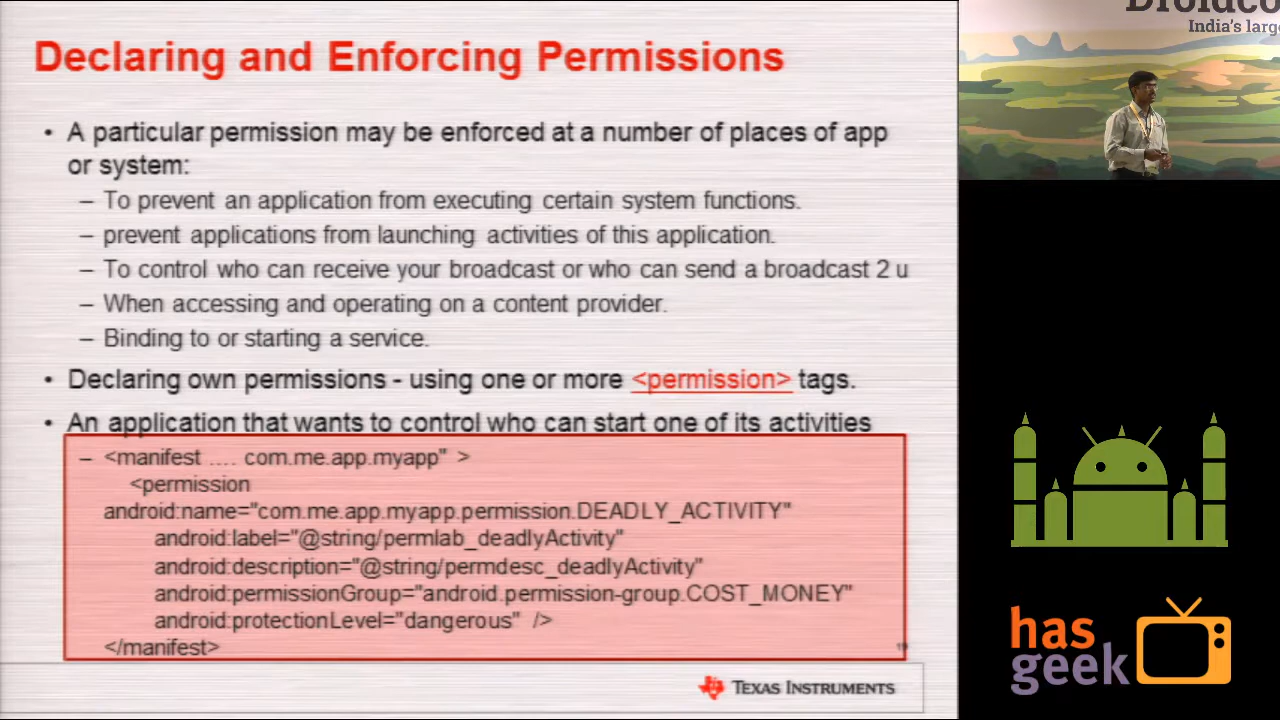 Declaring and Enforcing Permissions
• A particular permission may be enforced at a number of places of app
or system:
– To prevent an application from executing certain system functions.
– prevent applications from launching activities of this application.
– To control who can receive your broadcast or who can send a broadcast 2 u
– When accessing and operating on a content provider.
– Binding to or starting a service.
• Declaring own permissions - using one or more <permission> tags.
• An application that wants to control who can start one of its activities
– <manifest .... com.me.app.myapp" >
<permission
android:name="com.me.app.myapp.permission.DEADLY_ACTIVITY"
android:label="@string/permlab_deadlyActivity"
android:description="@string/permdesc_deadlyActivity"
android:permissionGroup="android.permission-group.COST_MONEY"
android:protectionLevel="dangerous" />
</manifest>
19
TEXAS INSTRUMENTS
Droidco
India's larg
has
geek